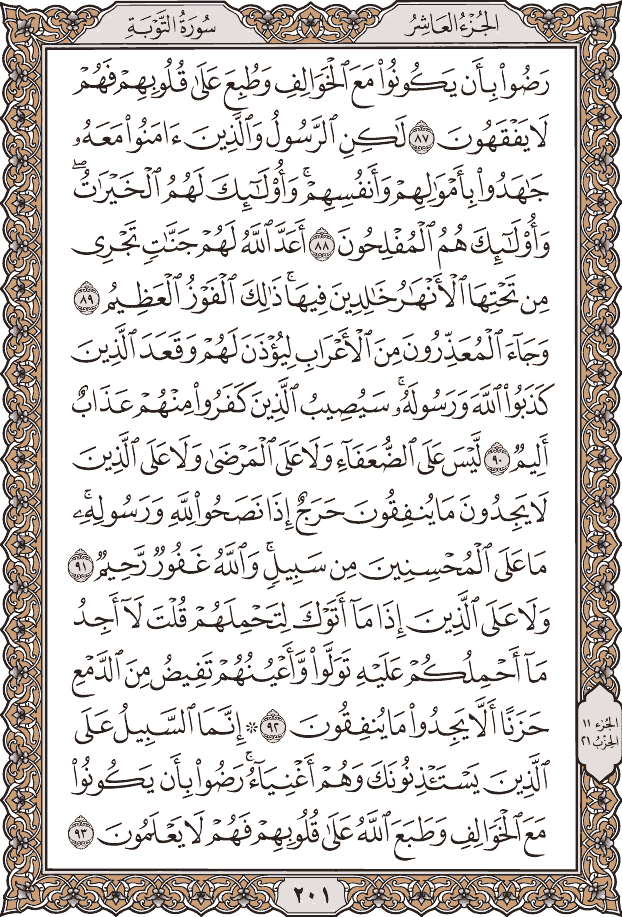 الجُزْءُ العَاشِرُ
سُورَةُ التَّوْبَةِ
رَضُوا۟ بِأَن يَكُونُوا۟ مَعَ ٱلْخَوَالِفِ وَطُبِعَ عَلَىٰ قُلُوبِهِمْ فَهُمْ
لَا يَفْقَهُونَ ٨٧ لَٰكِنِ ٱلرَّسُولُ وَٱلَّذِينَ ءَامَنُوا۟ مَعَهُۥ
جَٰهَدُوا۟ بِأَمْوَٰلِهِمْ وَأَنفُسِهِمْۚ وَأُو۟لَٰٓئِكَ لَهُمُ ٱلْخَيْرَٰتُۖ
وَأُو۟لَٰٓئِكَ هُمُ ٱلْمُفْلِحُونَ ٨٨ أَعَدَّ ٱللَّهُ لَهُمْ جَنَّٰتٍ تَجْرِى
مِن تَحْتِهَا ٱلْأَنْهَٰرُ خَٰلِدِينَ فِيهَاۚ ذَٰلِكَ ٱلْفَوْزُ ٱلْعَظِيمُ ٨٩
وَجَآءَ ٱلْمُعَذِّرُونَ مِنَ ٱلْأَعْرَابِ لِيُؤْذَنَ لَهُمْ وَقَعَدَ ٱلَّذِينَ
كَذَبُوا۟ ٱللَّهَ وَرَسُولَهُۥۚ سَيُصِيبُ ٱلَّذِينَ كَفَرُوا۟ مِنْهُمْ عَذَابٌ
أَلِيمٌ ٩٠ لَّيْسَ عَلَى ٱلضُّعَفَآءِ وَلَا عَلَى ٱلْمَرْضَىٰ وَلَا عَلَى ٱلَّذِينَ
لَا يَجِدُونَ مَا يُنفِقُونَ حَرَجٌ إِذَا نَصَحُوا۟ لِلَّهِ وَرَسُولِهِۦۚ
مَا عَلَى ٱلْمُحْسِنِينَ مِن سَبِيلٍۚ وَٱللَّهُ غَفُورٌ رَّحِيمٌ ٩١
وَلَا عَلَى ٱلَّذِينَ إِذَا مَآ أَتَوْكَ لِتَحْمِلَهُمْ قُلْتَ لَآ أَجِدُ
مَآ أَحْمِلُكُمْ عَلَيْهِ تَوَلَّوا۟ وَّأَعْيُنُهُمْ تَفِيضُ مِنَ ٱلدَّمْعِ
حَزَنًا أَلَّا يَجِدُوا۟ مَا يُنفِقُونَ ٩٢ ۞ إِنَّمَا ٱلسَّبِيلُ عَلَى
ٱلَّذِينَ يَسْتَـْٔذِنُونَكَ وَهُمْ أَغْنِيَآءُۚ رَضُوا۟ بِأَن يَكُونُوا۟
مَعَ ٱلْخَوَالِفِ وَطَبَعَ ٱللَّهُ عَلَىٰ قُلُوبِهِمْ فَهُمْ لَا يَعْلَمُونَ ٩٣
الجُزء ١١
الحِزْب ٢١
٢٠١